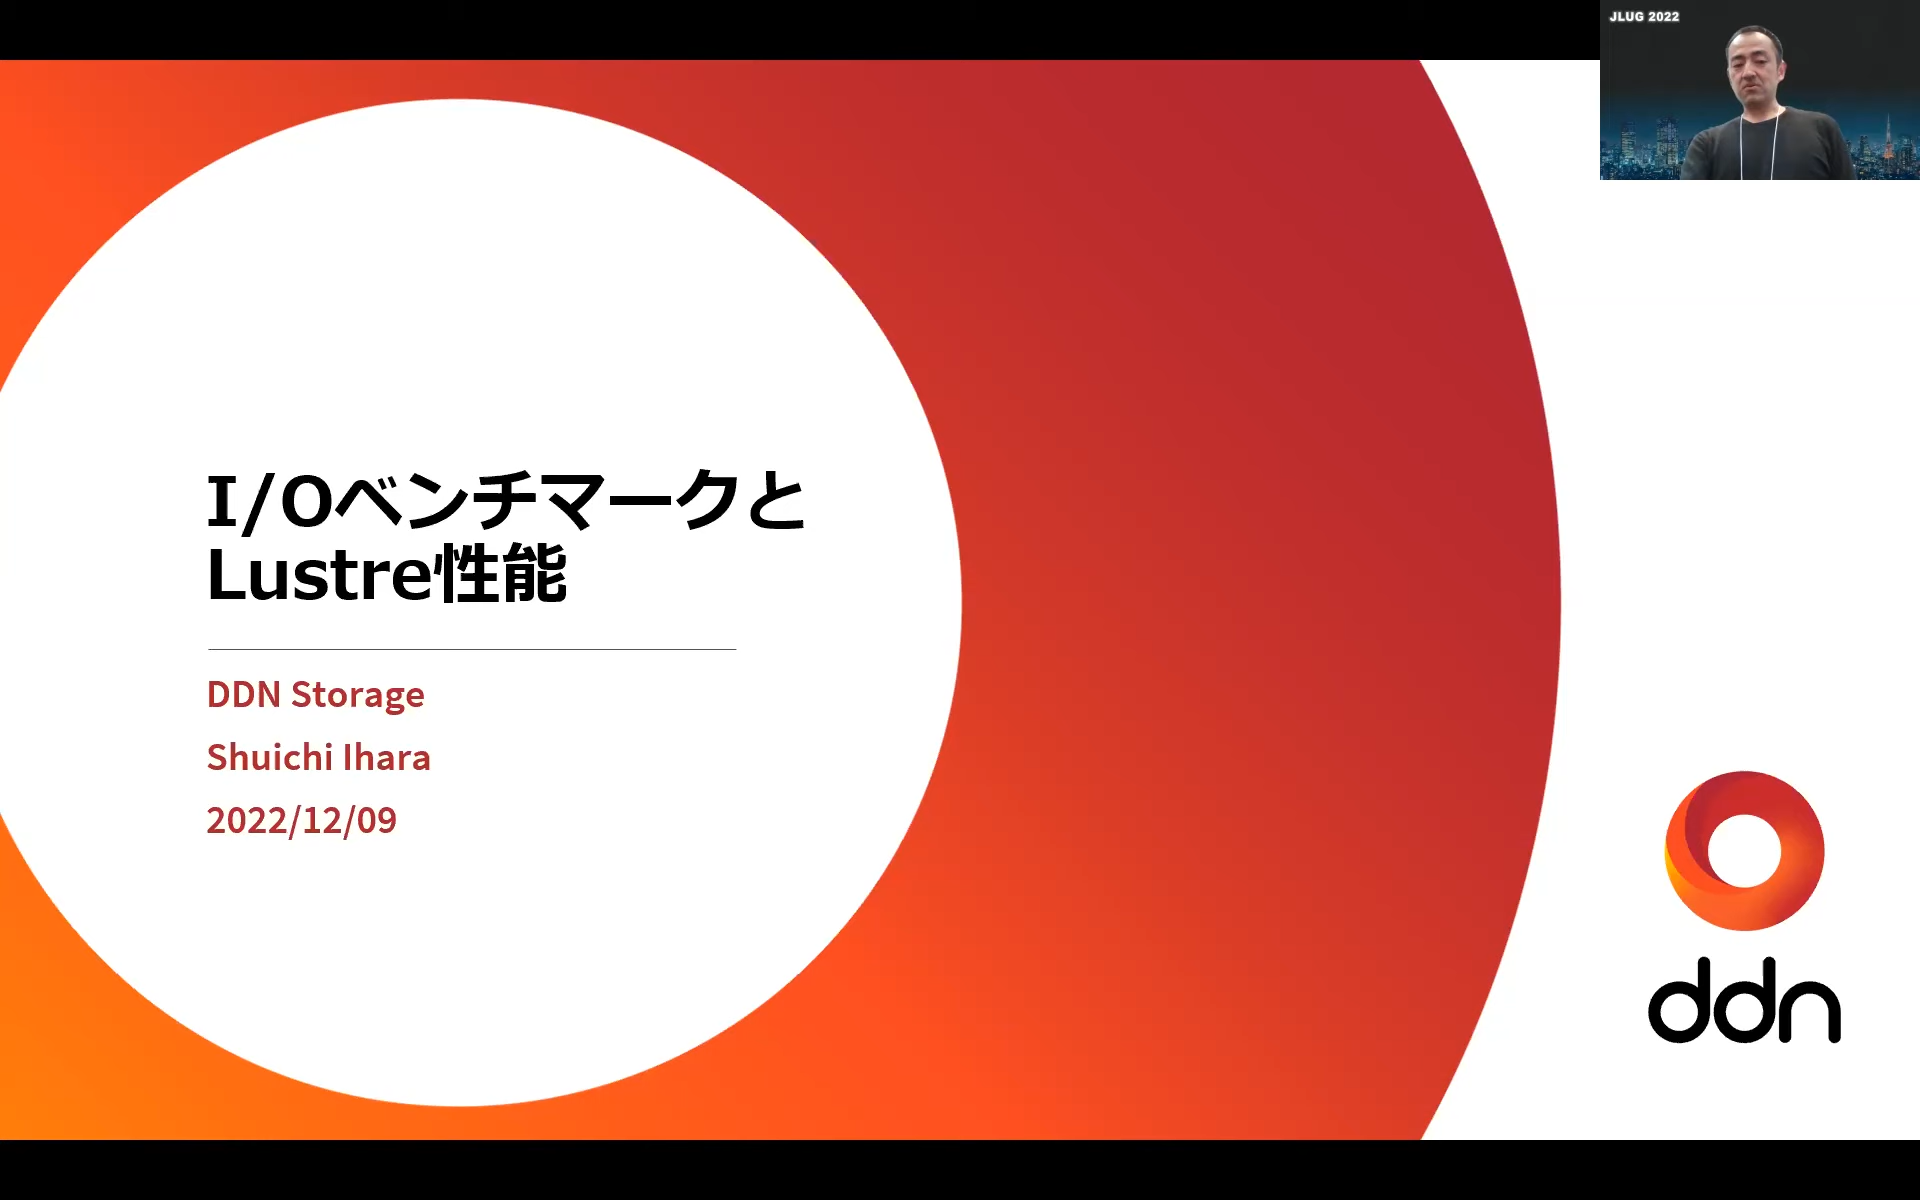 JLUG 2022
I/Oベンチマークと
Lustre性能
DDN Storage
Shuichi Ihara
2022/12/09
ddn